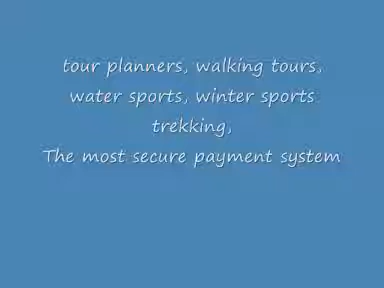 tour planners, walking tours,
water sports, winter sports
trekking,
The most secure payment system